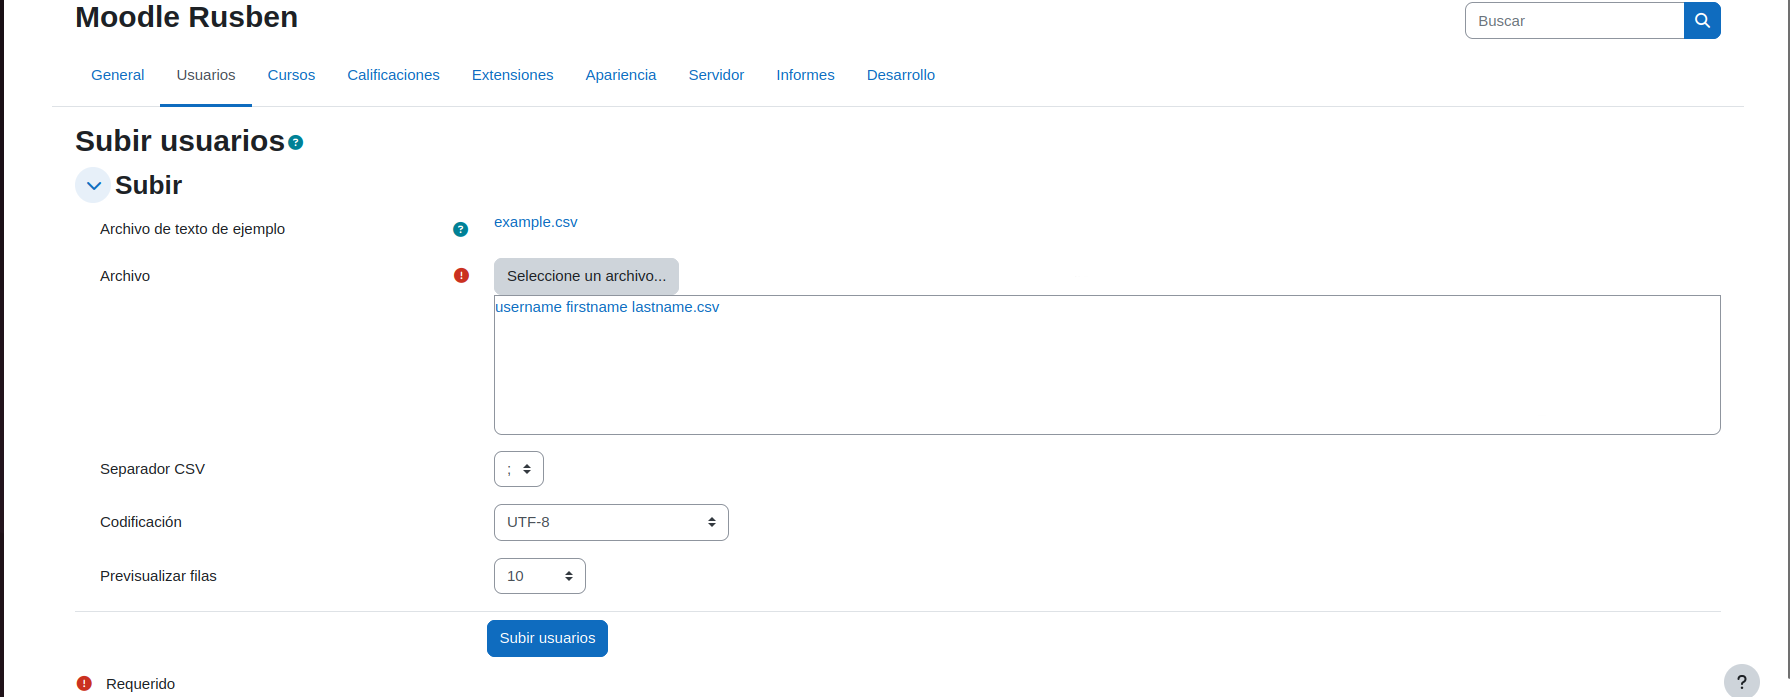 Moodle Rusben
Buscar
General Usuarios Cursos Calificaciones Extensiones Apariencia Servidor Informes Desarrollo
Subir usuarios
Subir
Archivo de texto de ejemplo
example.csv
Archivo
Seleccione un archivo...
username firstname lastname.csv
Separador CSV
;
Codificación
UTF-8
Previsualizar filas
10
Subir usuarios
Requerido
?